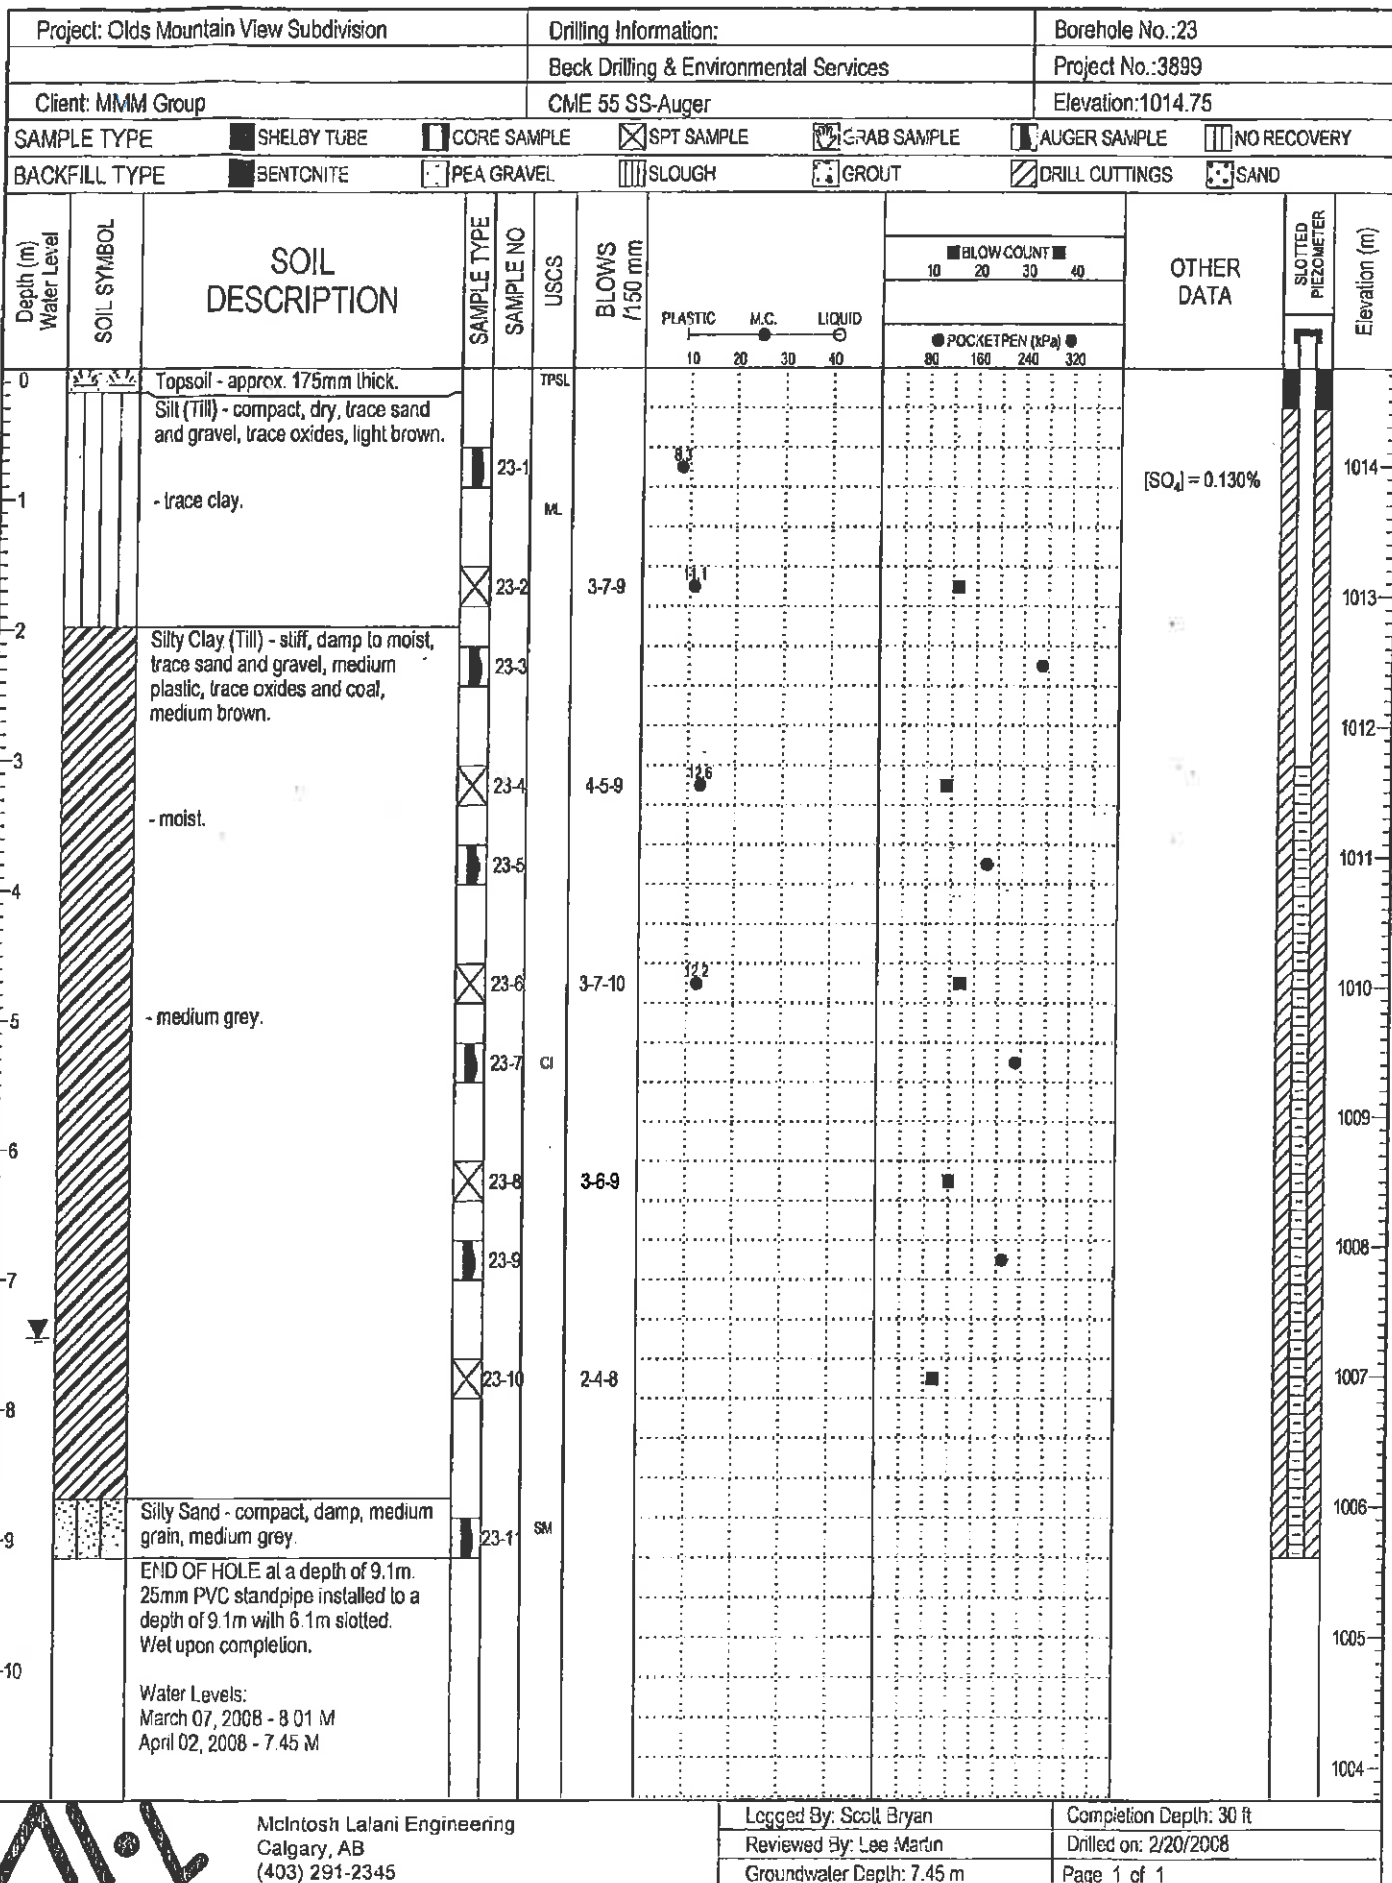 Project: Olds Mountain View Subdivision
Drilling Information:
Borehole No.:23
Beck Drilling & Environmental Services
Project No.:3899
Client: MMM Group
CME 55 SS-Auger
Elevation:1014.75
SAMPLE TYPE
SHELBY TUBE
CORE SAMPLE
SPT SAMPLE
GRAB SAMPLE
AUGER SAMPLE
NO RECOVERY
BACKFILL TYPE
BENTONITE
PEA GRAVEL
SLOUGH
GROUT
DRILL CUTTINGS
SAND
Depth (m)
Water Level
SOIL SYMBOL
SOIL
DESCRIPTION
SAMPLE TYPE
SAMPLE NO
USCS
BLOWS
/150 mm
PLASTIC M.C. LIQUID
10 20 30 40
BLOW COUNT
10 20 30 40
POCKET PEN (kPa)
80 160 240 320
OTHER
DATA
SLOTTED
PIEZOMETER
Elevation (m)
0
Topsoil - approx. 175mm thick.
TPSL
Silt (Till) - compact, dry, trace sand
and gravel, trace oxides, light brown.
23-1
8.3
1014
[SO4] = 0.130%
1
- trace clay.
ML
23-2
3-7-9
11.1
1013
2
Silty Clay (Till) - stiff, damp to moist,
trace sand and gravel, medium
plastic, trace oxides and coal,
medium brown.
23-3
1012
3
23-4
4-5-9
12.6
- moist.
23-5
1011
4
23-6
3-7-10
12.2
1010
5
- medium grey.
23-7
CI
1009
6
23-8
3-6-9
23-9
1008
7
23-10
2-4-8
1007
8
1006
Silty Sand - compact, damp, medium
grain, medium grey.
9
23-11
SM
END OF HOLE at a depth of 9.1m.
25mm PVC standpipe installed to a
depth of 9.1m with 6.1m slotted.
Wet upon completion.
1005
10
Water Levels:
March 07, 2008 - 8.01 M
April 02, 2008 - 7.45 M
1004
McIntosh Lalani Engineering
Calgary, AB
(403) 291-2345
Logged By: Scott Bryan
Completion Depth: 30 ft
Reviewed By: Lee Martin
Drilled on: 2/20/2008
Groundwater Depth: 7.45 m
Page 1 of 1